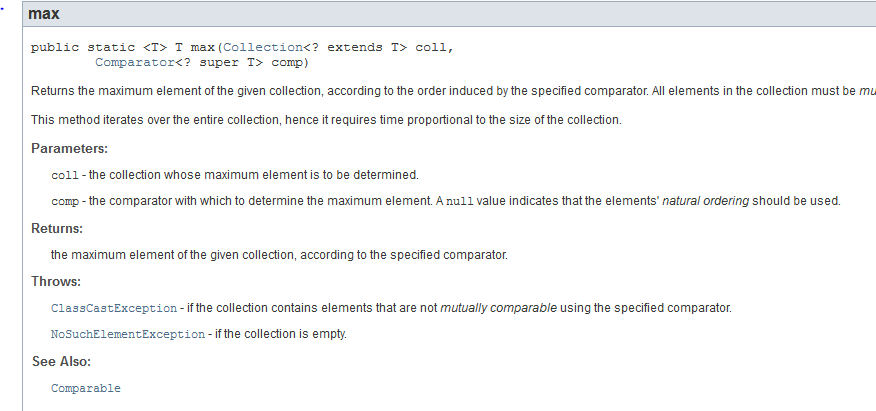 max
public static <T> T max(Collection<? extends T> coll,
Comparator<? super T> comp)
Returns the maximum element of the given collection, according to the order induced by the specified comparator. All elements in the collection must be mu
This method iterates over the entire collection, hence it requires time proportional to the size of the collection.
Parameters:
coll - the collection whose maximum element is to be determined.
comp - the comparator with which to determine the maximum element. A null value indicates that the elements' natural ordering should be used.
Returns:
the maximum element of the given collection, according to the specified comparator.
Throws:
ClassCastException - if the collection contains elements that are not mutually comparable using the specified comparator.
NoSuchElementException - if the collection is empty.
See Also:
Comparable